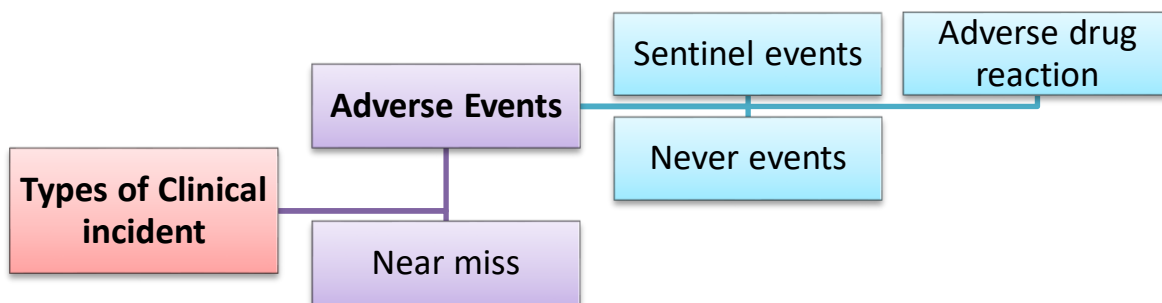 Types of Clinical
incident
Adverse Events
Near miss
Sentinel events
Never events
Adverse drug
reaction